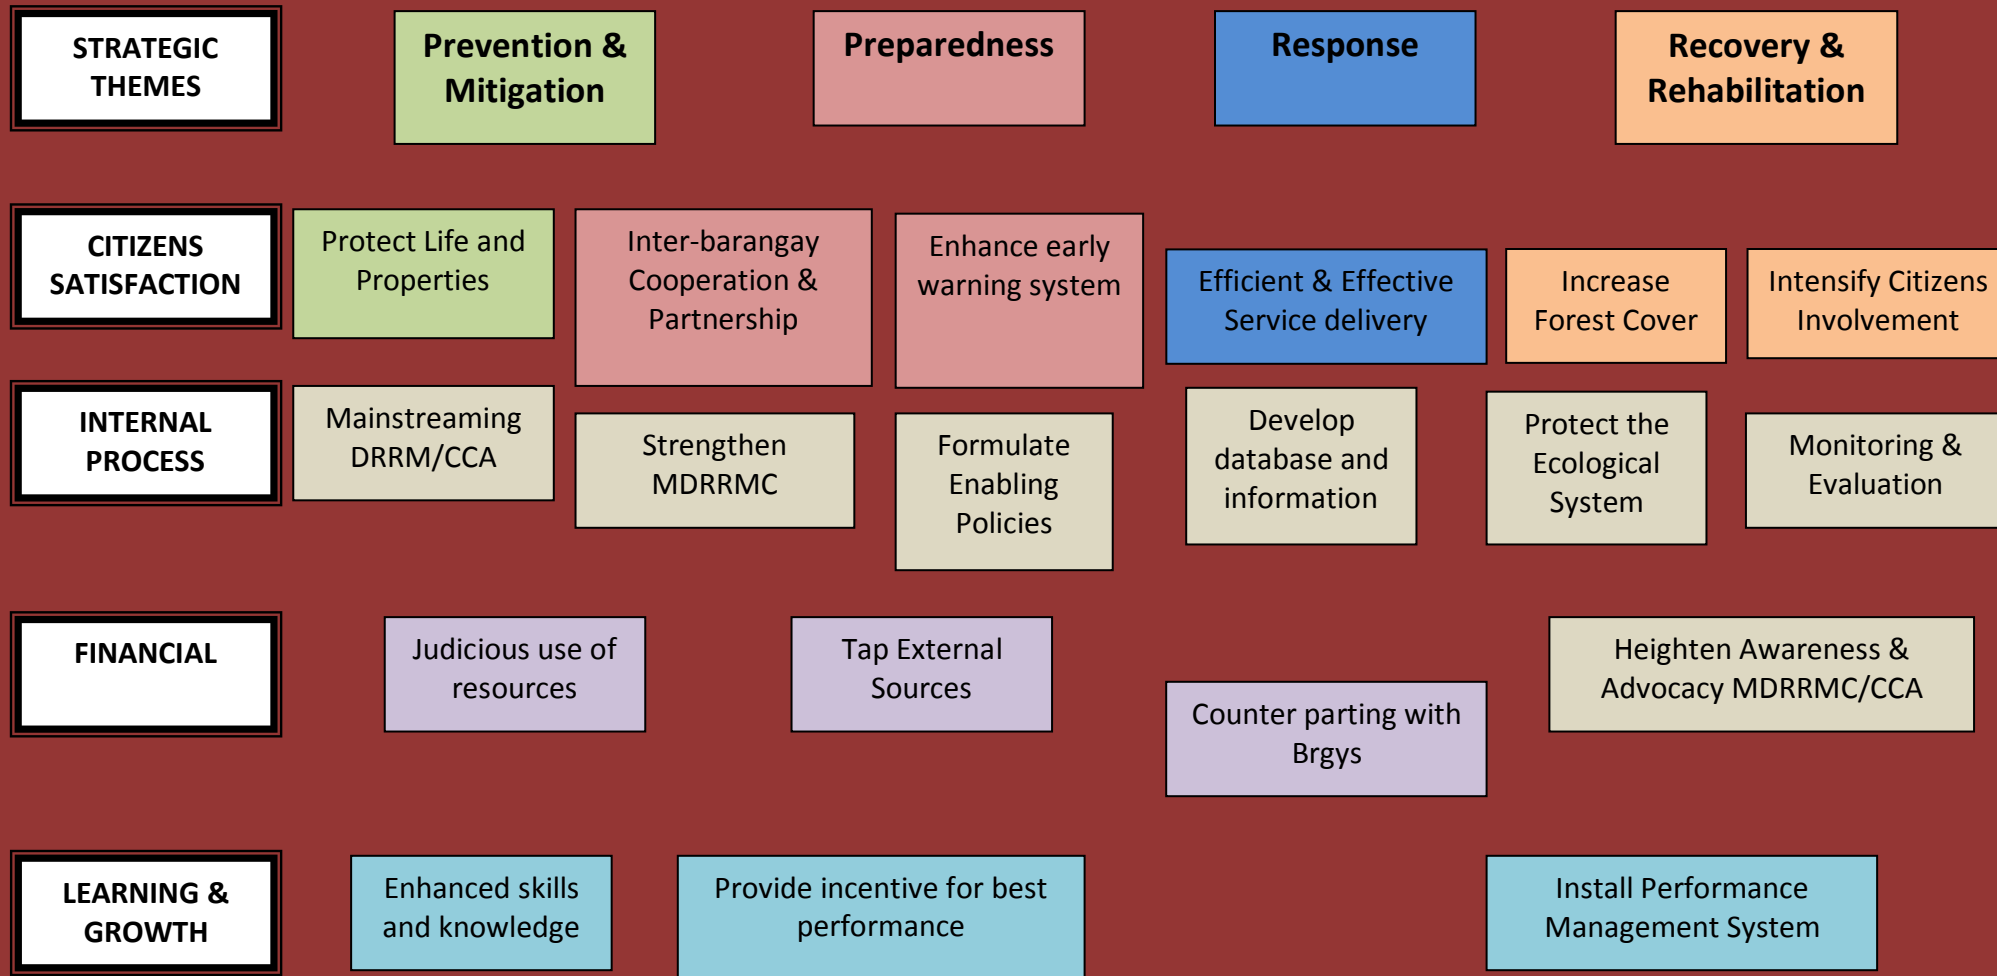 STRATEGIC
THEMES
Prevention &
Mitigation
Preparedness
Response
Recovery &
Rehabilitation
CITIZENS
SATISFACTION
Protect Life and
Properties
Inter-barangay
Cooperation &
Partnership
Enhance early
warning system
Efficient & Effective
Service delivery
Increase
Forest Cover
Intensify Citizens
Involvement
INTERNAL
PROCESS
Mainstreaming
DRRM/CCA
Strengthen
MDRRMC
Formulate
Enabling
Policies
Develop
database and
information
Protect the
Ecological
System
Monitoring &
Evaluation
FINANCIAL
Judicious use of
resources
Tap External
Sources
Counter parting with
Brgys
Heighten Awareness &
Advocacy MDRRMC/CCA
LEARNING &
GROWTH
Enhanced skills
and knowledge
Provide incentive for best
performance
Install Performance
Management System